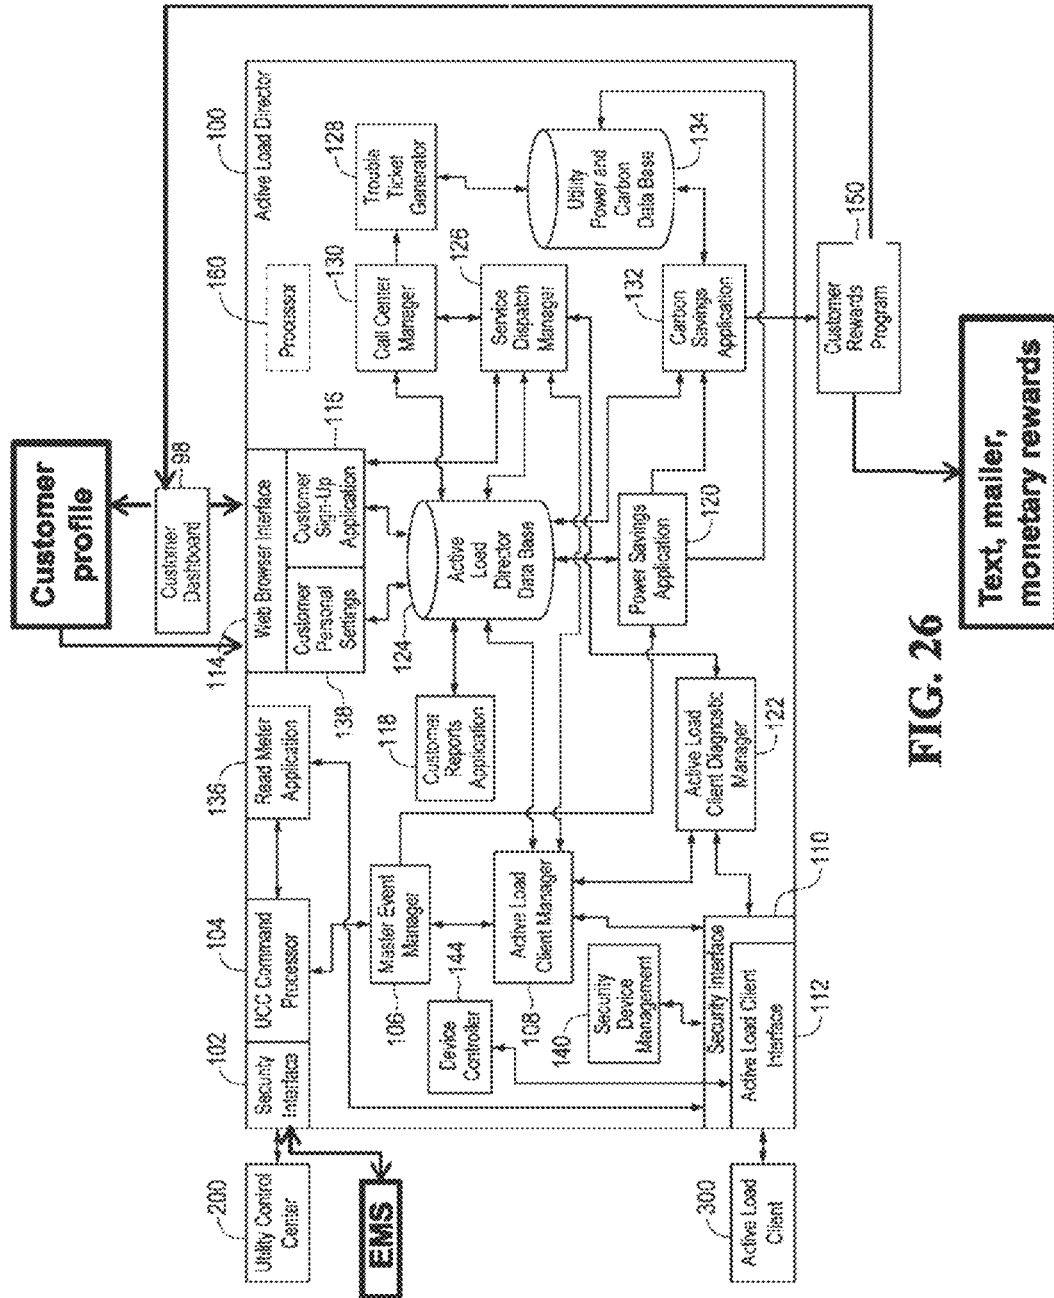 Customer
profile
98
Customer
Dashboard
100
Active Load Director
114
Web Browser Interface
116
Customer
Personal
Settings
Customer
Sign-Up
Application
138
160
Processor
130
Call Center
Manager
128
Trouble
Ticket
Generator
126
Service
Dispatch
Manager
134
Utility
Power and
Carbon
Data Base
132
Carbon
Savings
Application
150
Customer
Rewards
Program
Text, mailer,
monetary rewards
124
Active
Load
Director
Data Base
120
Power Savings
Application
118
Customer
Reports
Application
136
Read Meter
Application
104
UCC Command
Processor
102
Security
Interface
200
Utility Control
Center
EMS
106
Master Event
Manager
144
Device
Controller
108
Active Load
Client Manager
140
Security
Device
Management
122
Active Load
Client Diagnostic
Manager
110
Security Interface
112
Active Load Client
Interface
300
Active Load
Client
FIG. 26